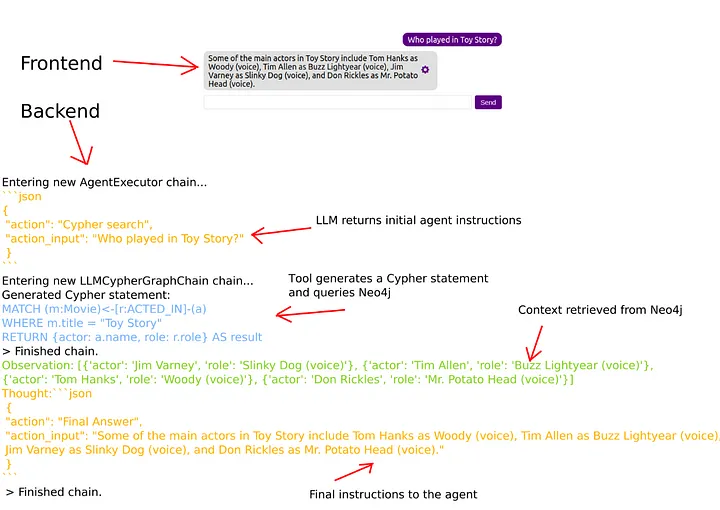 Who played in Toy Story?
Frontend
Some of the main actors in Toy Story include Tom Hanks as
Woody (voice), Tim Allen as Buzz Lightyear (voice), Jim
Varney as Slinky Dog (voice), and Don Rickles as Mr. Potato
Head (voice).
Send
Backend
Entering new AgentExecutor chain...
```json
{
"action": "Cypher search",
"action_input": "Who played in Toy Story?"
}
```
LLM returns initial agent instructions
Entering new LLMCypherGraphChain chain...
Generated Cypher statement:
MATCH (m:Movie)<-[r:ACTED_IN]-(a)
WHERE m.title = "Toy Story"
RETURN {actor: a.name, role: r.role} AS result
> Finished chain.
Tool generates a Cypher statement
and queries Neo4j
Context retrieved from Neo4j
Observation: [{'actor': 'Jim Varney', 'role': 'Slinky Dog (voice)'}, {'actor': 'Tim Allen', 'role': 'Buzz Lightyear (voice)'},
{'actor': 'Tom Hanks', 'role': 'Woody (voice)'}, {'actor': 'Don Rickles', 'role': 'Mr. Potato Head (voice)'}]
Thought:```json
{
"action": "Final Answer",
"action_input": "Some of the main actors in Toy Story include Tom Hanks as Woody (voice), Tim Allen as Buzz Lightyear (voice),
Jim Varney as Slinky Dog (voice), and Don Rickles as Mr. Potato Head (voice)."
}
```
> Finished chain.
Final instructions to the agent